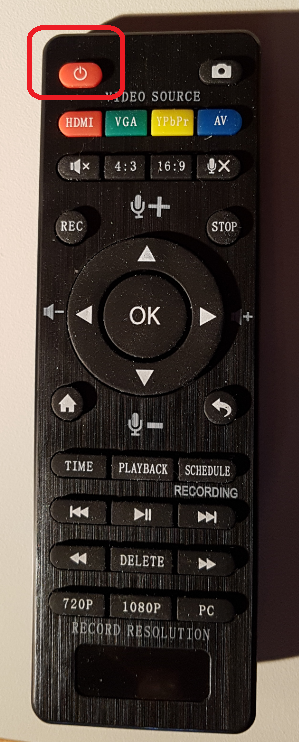 VIDEO SOURCE
HDMI VGA YPbPr AV
4:3 16:9
REC STOP
OK
TIME PLAYBACK SCHEDULE
RECORDING
DELETE
720P 1080P PC
RECORD RESOLUTION